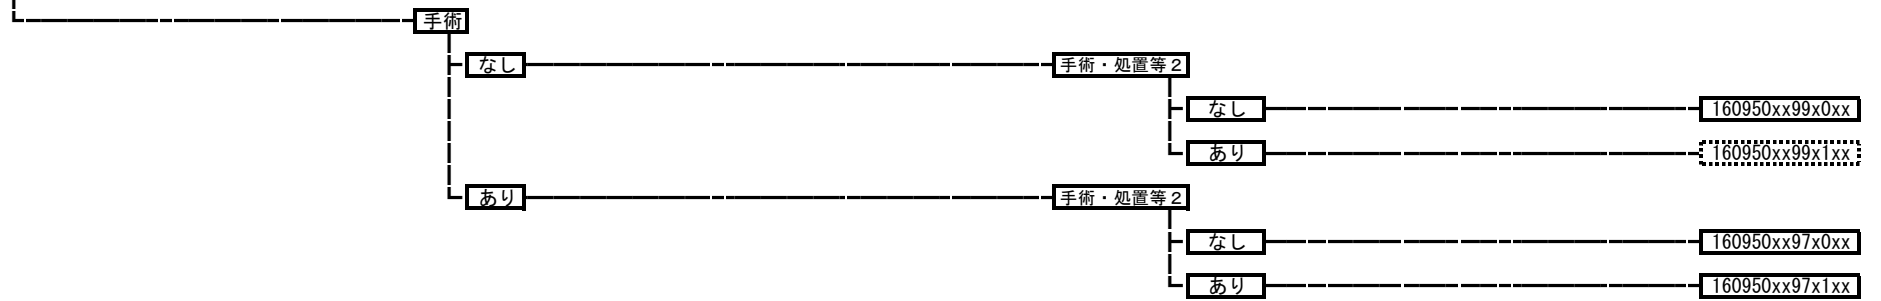 手術
なし 手術・処置等２
なし 160950xx99x0xx
あり 160950xx99x1xx
あり 手術・処置等２
なし 160950xx97x0xx
あり 160950xx97x1xx